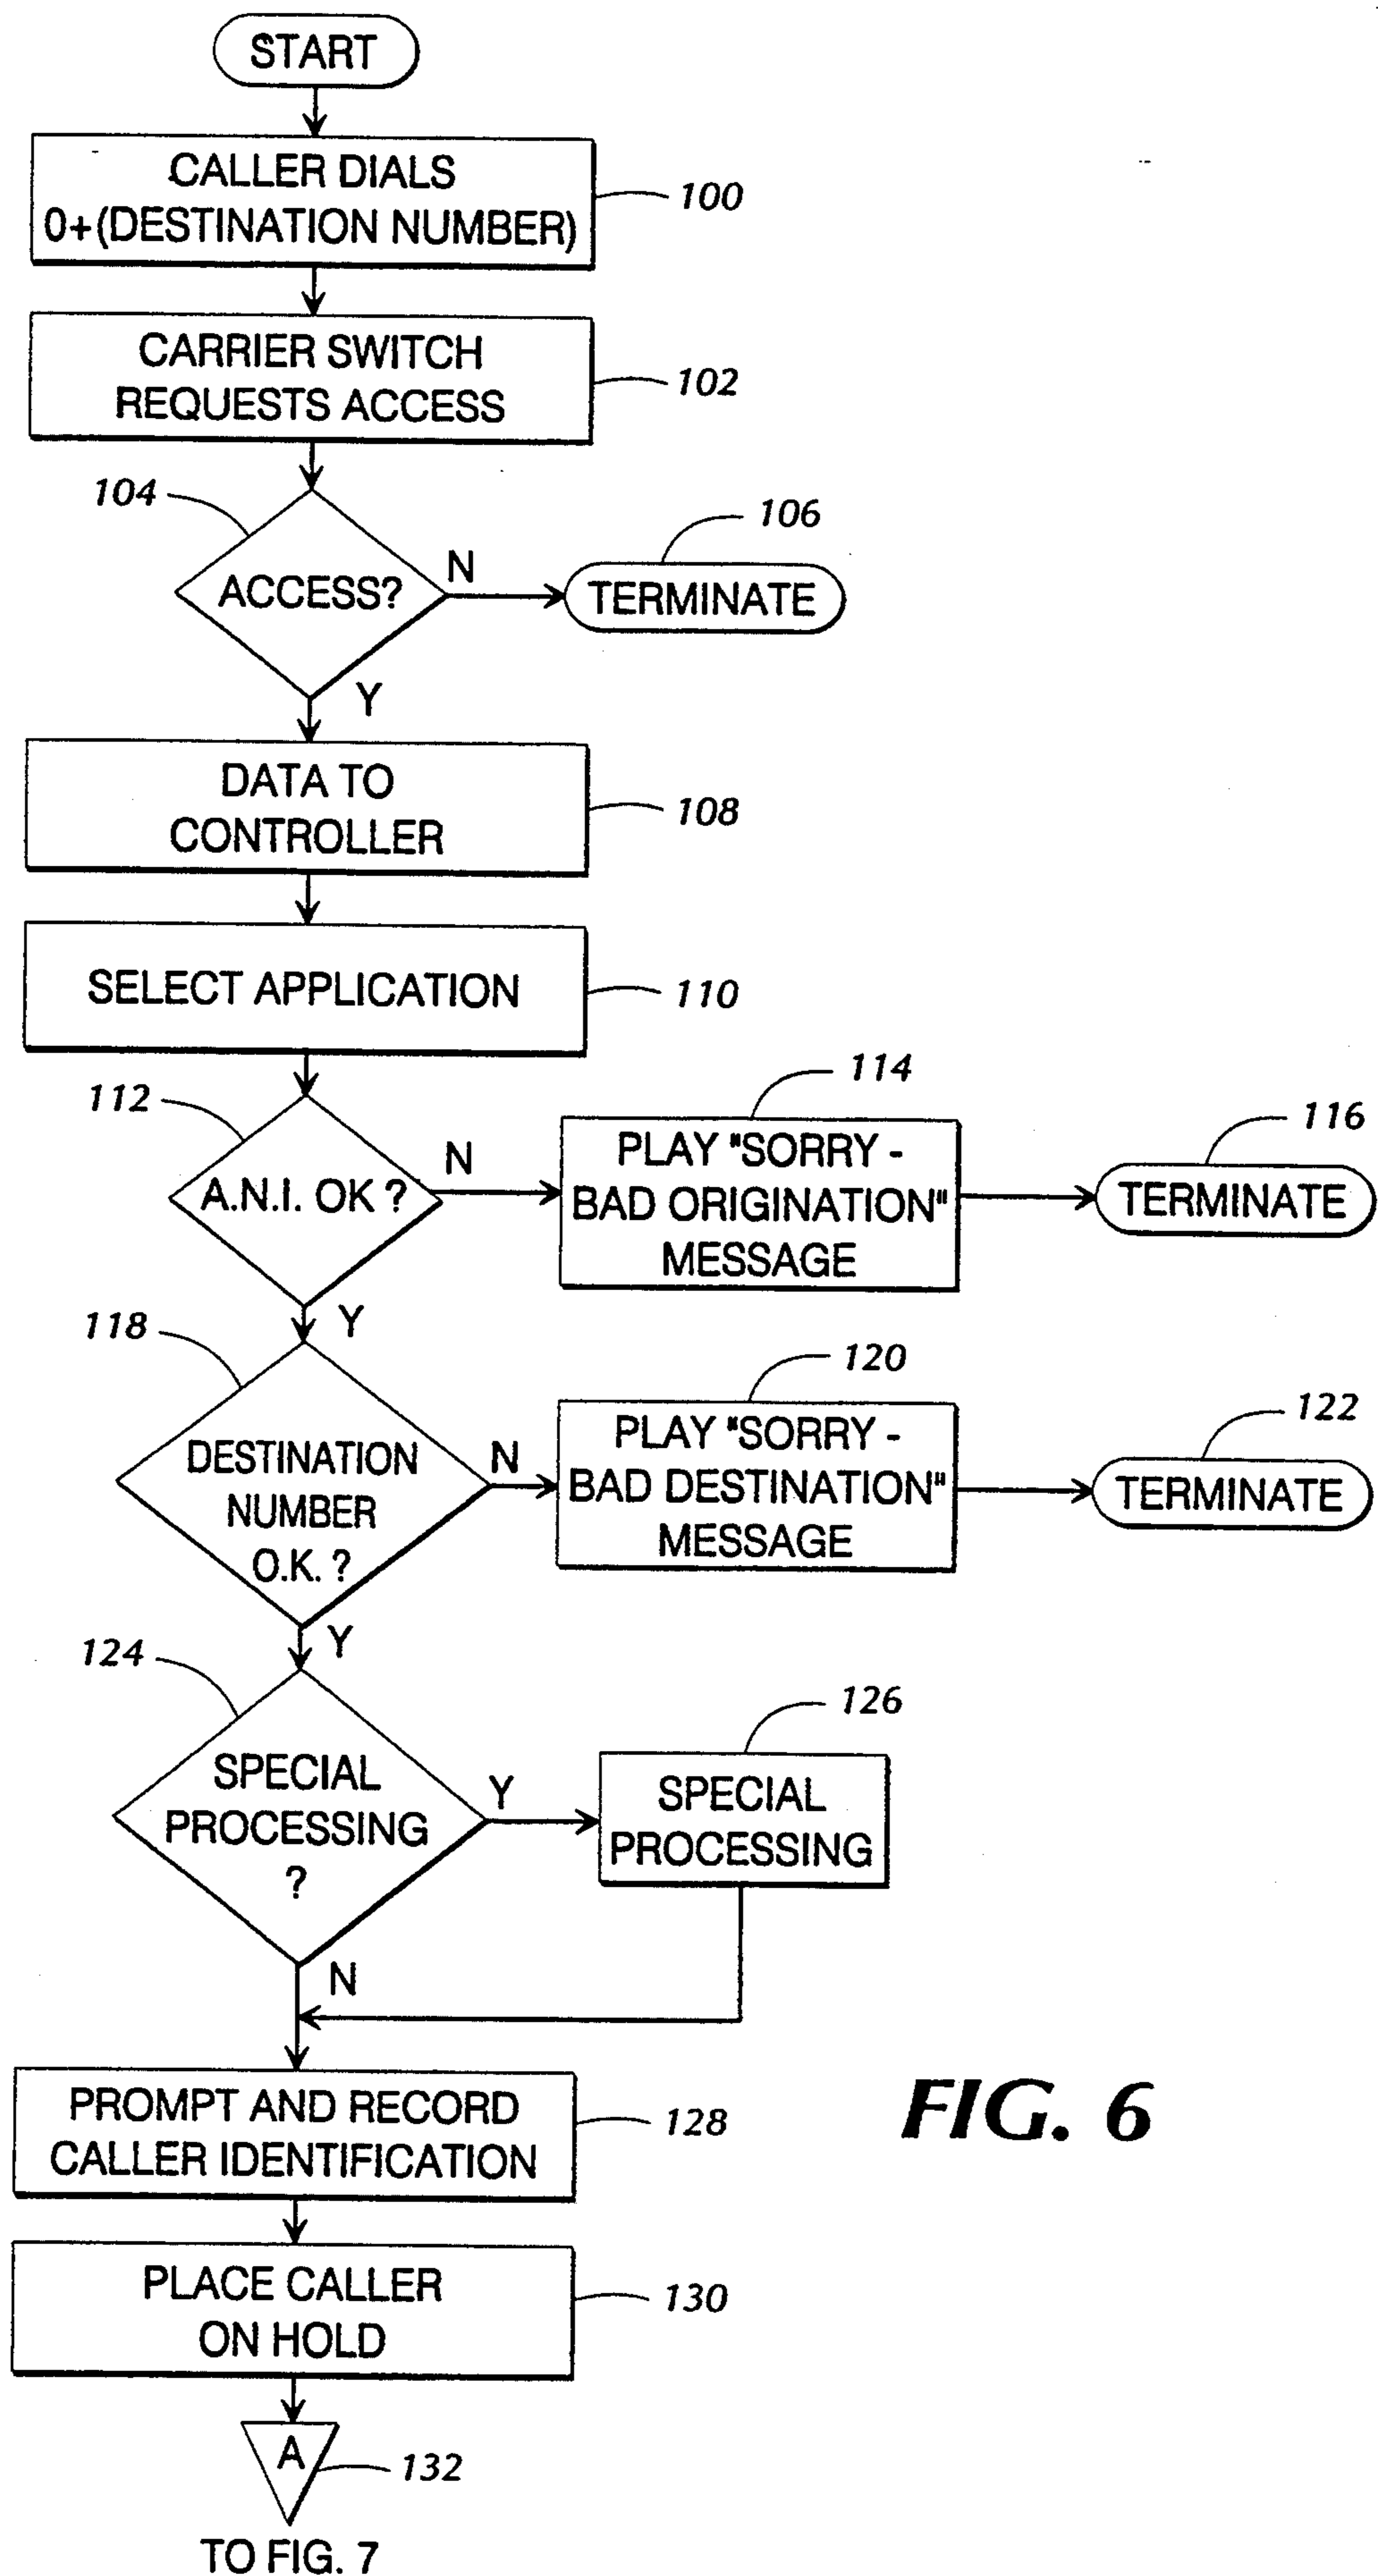 START
CALLER DIALS
0+(DESTINATION NUMBER)
100
CARRIER SWITCH
REQUESTS ACCESS
102
104
ACCESS?
N
106
TERMINATE
Y
DATA TO
CONTROLLER
108
SELECT APPLICATION
110
112
A.N.I. OK ?
N
114
PLAY "SORRY -
BAD ORIGINATION"
MESSAGE
116
TERMINATE
Y
118
DESTINATION
NUMBER
O.K. ?
N
120
PLAY "SORRY -
BAD DESTINATION"
MESSAGE
122
TERMINATE
Y
124
SPECIAL
PROCESSING
?
Y
126
SPECIAL
PROCESSING
N
PROMPT AND RECORD
CALLER IDENTIFICATION
128
FIG. 6
PLACE CALLER
ON HOLD
130
A
132
TO FIG. 7